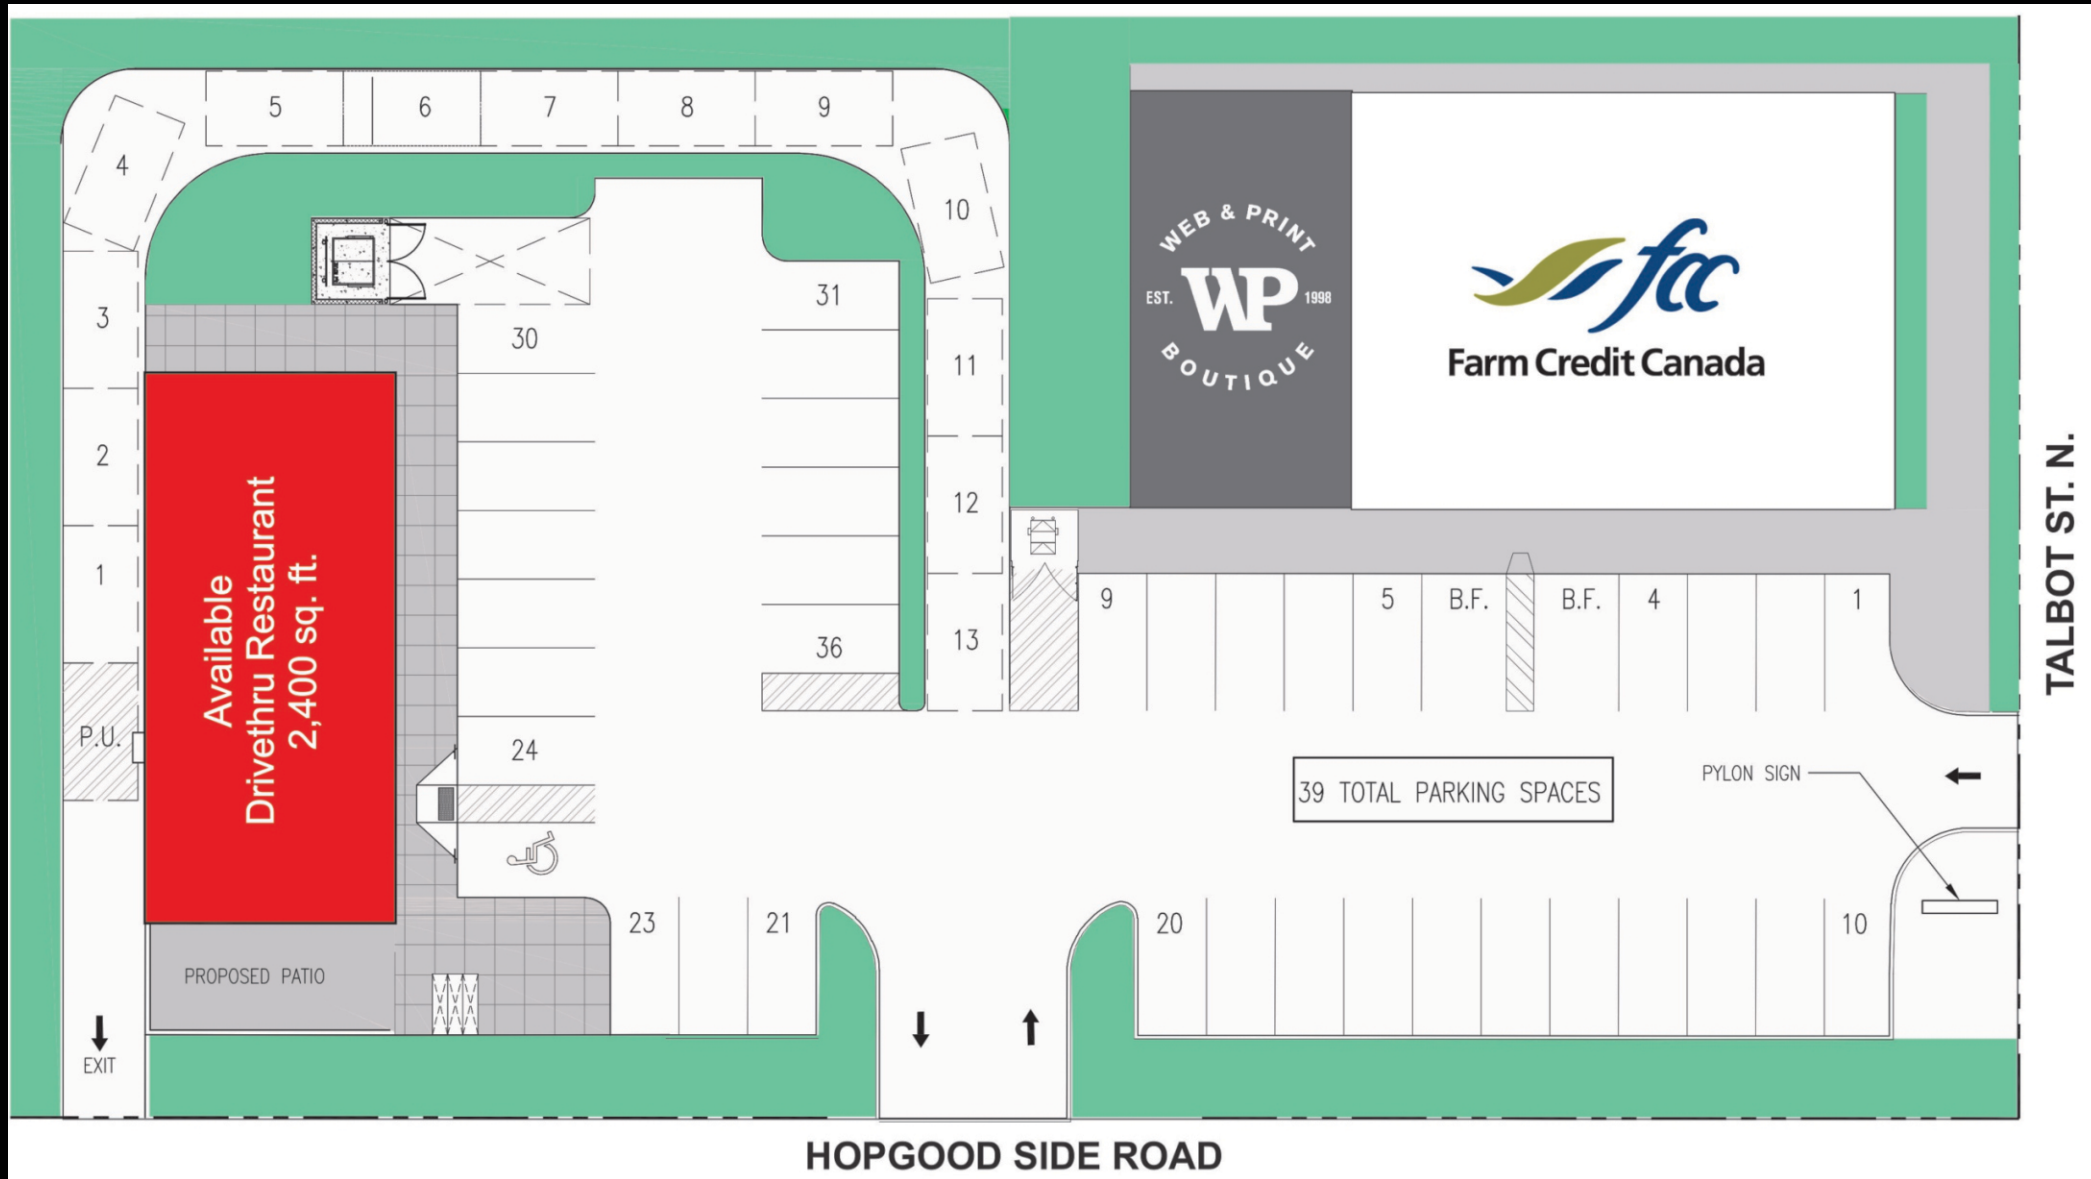 5
6
7
8
9
4
10
3
2
1
P.U.
11
12
13
31
30
36
24
23
21
Available
Drivethru Restaurant
2,400 sq. ft.
PROPOSED PATIO
EXIT
WEB & PRINT
EST. WP 1998
BOUTIQUE
fcc
Farm Credit Canada
9
5
B.F.
B.F.
4
1
39 TOTAL PARKING SPACES
PYLON SIGN
20
10
TALBOT ST. N.
HOPGOOD SIDE ROAD